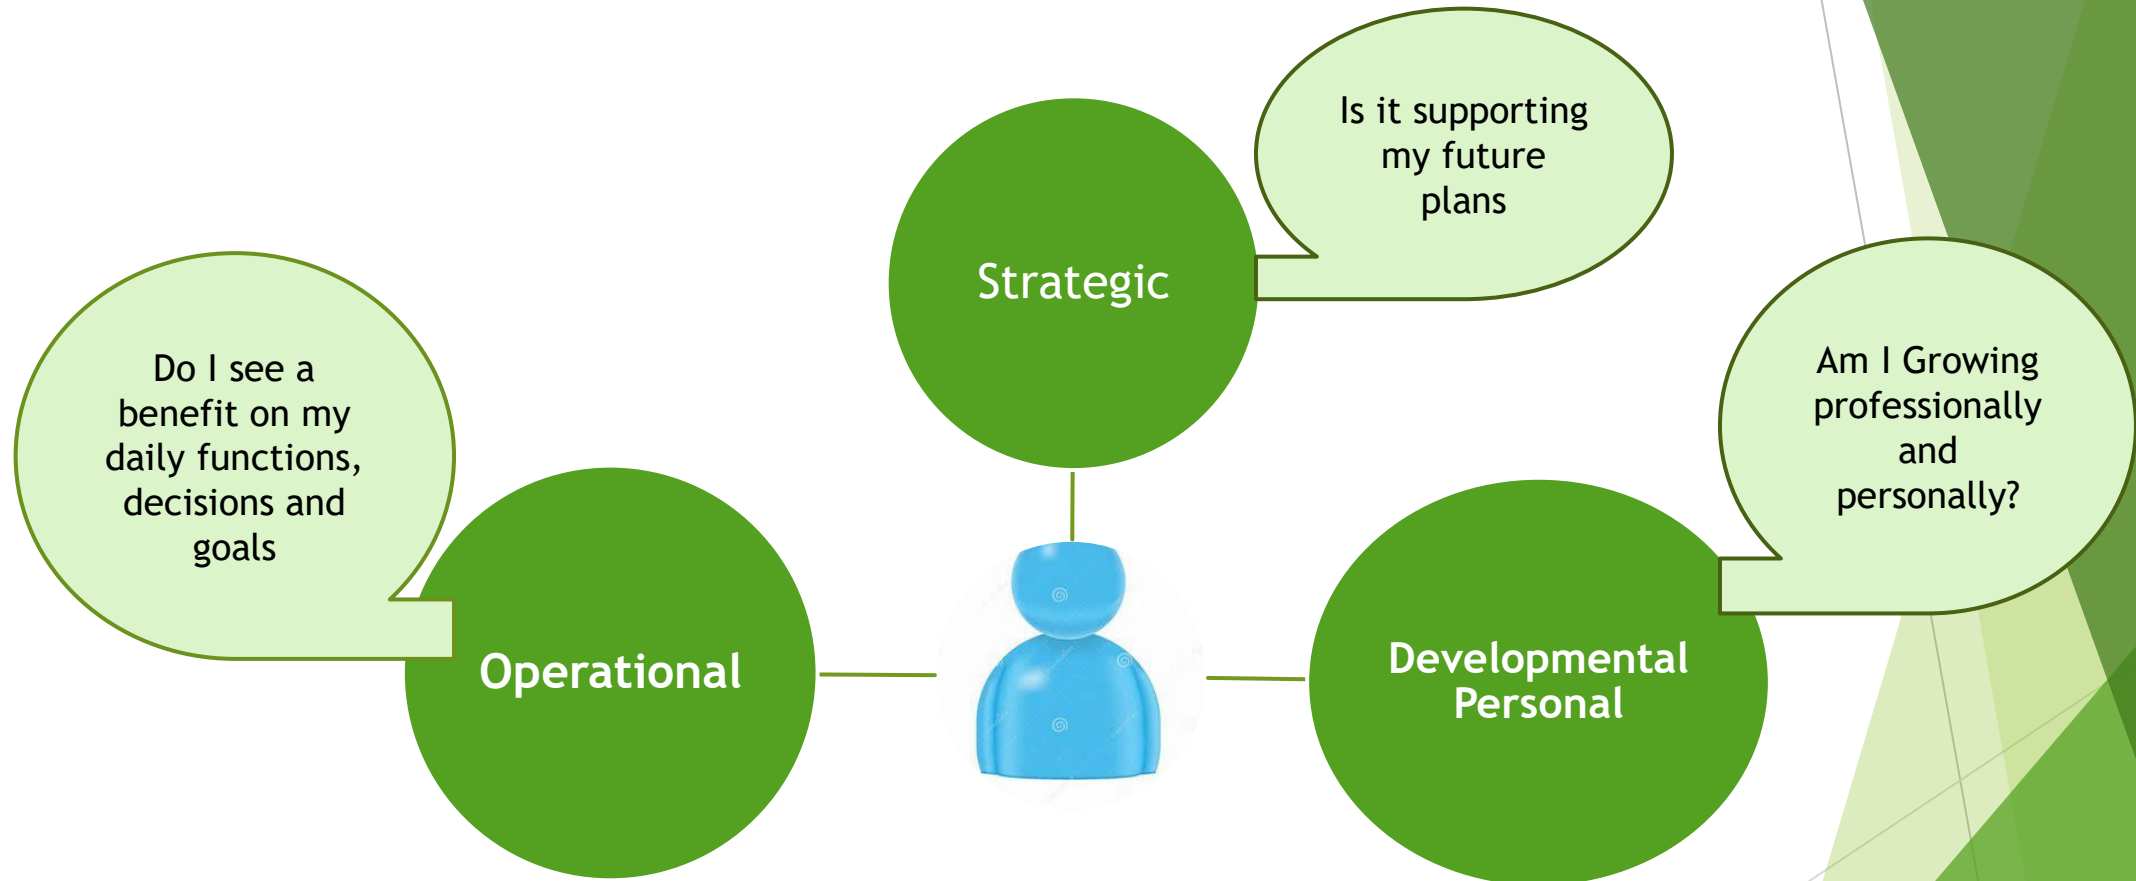 Is it supporting
my future
plans
Strategic
Do I see a
benefit on my
daily functions,
decisions and
goals
Am I Growing
professionally
and
personally?
Operational
Developmental
Personal